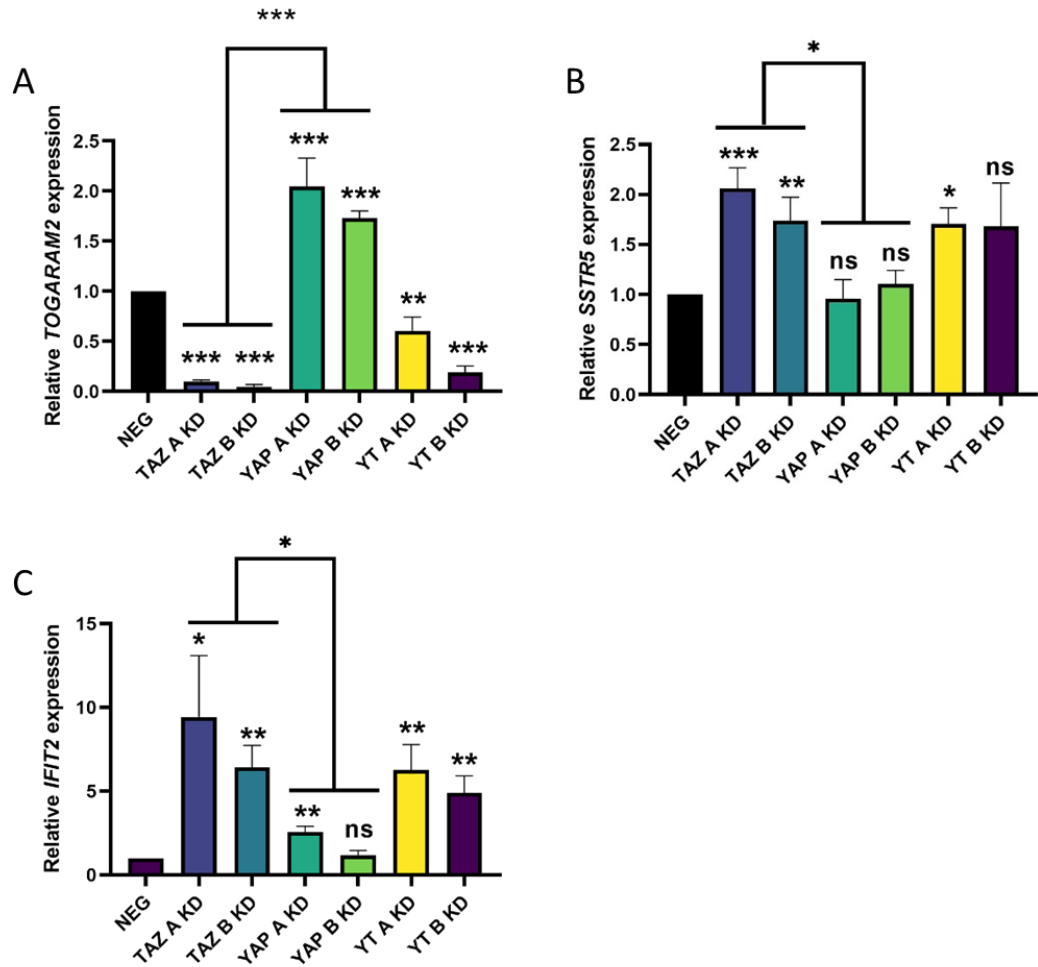 A
***
Relative TOGARAM2 expression
2.5
2.0
1.5
1.0
0.5
0.0
***
***
***
***
**
***
NEG
TAZ A KD
TAZ B KD
YAP A KD
YAP B KD
YT A KD
YT B KD
B
*
Relative SSTR5 expression
2.5
2.0
1.5
1.0
0.5
0.0
***
**
ns
ns
*
ns
NEG
TAZ A KD
TAZ B KD
YAP A KD
YAP B KD
YT A KD
YT B KD
C
*
Relative IFIT2 expression
15
10
5
0
*
**
**
ns
**
**
NEG
TAZ A KD
TAZ B KD
YAP A KD
YAP B KD
YT A KD
YT B KD